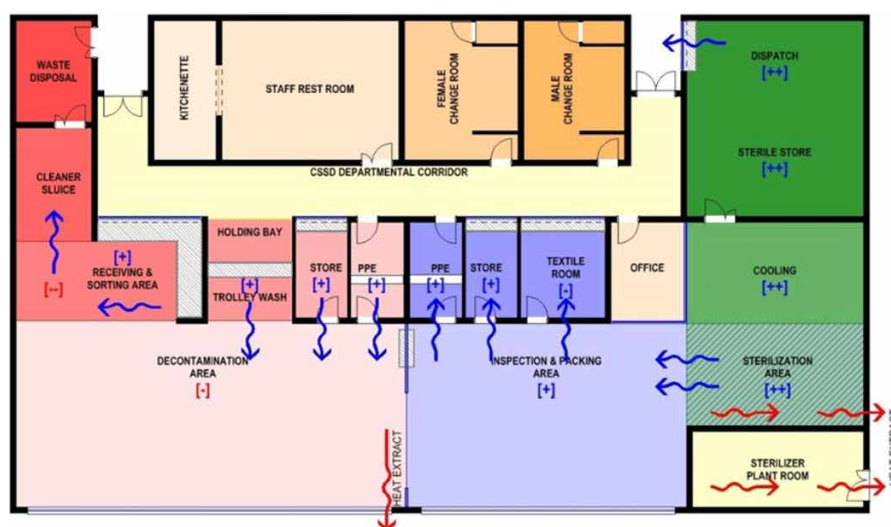 WASTE
DISPOSAL
KITCHENETTE
STAFF REST ROOM
FEMALE
CHANGE ROOM
MALE
CHANGE ROOM
DISPATCH
[++]
STERILE STORE
[++]
CSSD DEPARTMENTAL CORRIDOR
CLEANER
SLUICE
HOLDING BAY
[+]
RECEIVING &
SORTING AREA
[--]
[+]
TROLLEY WASH
STORE
[+]
PPE
[+]
PPE
[+]
STORE
[+]
TEXTILE
ROOM
[-]
OFFICE
COOLING
[++]
DECONTAMINATION
AREA
[-]
INSPECTION & PACKING
AREA
[+]
STERILIZATION
AREA
[++]
HEAT EXTRACT
HEAT EXTRACT
STERILIZER
PLANT ROOM